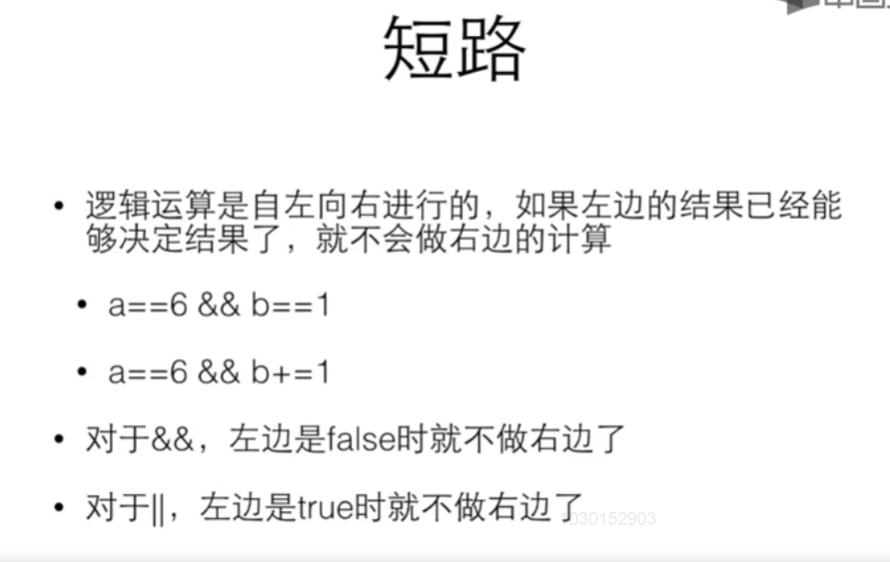 短路
逻辑运算是自左向右进行的，如果左边的结果已经能
够决定结果了，就不会做右边的计算
a==6 && b==1
a==6 && b+=1
对于&&，左边是false时就不做右边了
对于||，左边是true时就不做右边了
1030152903